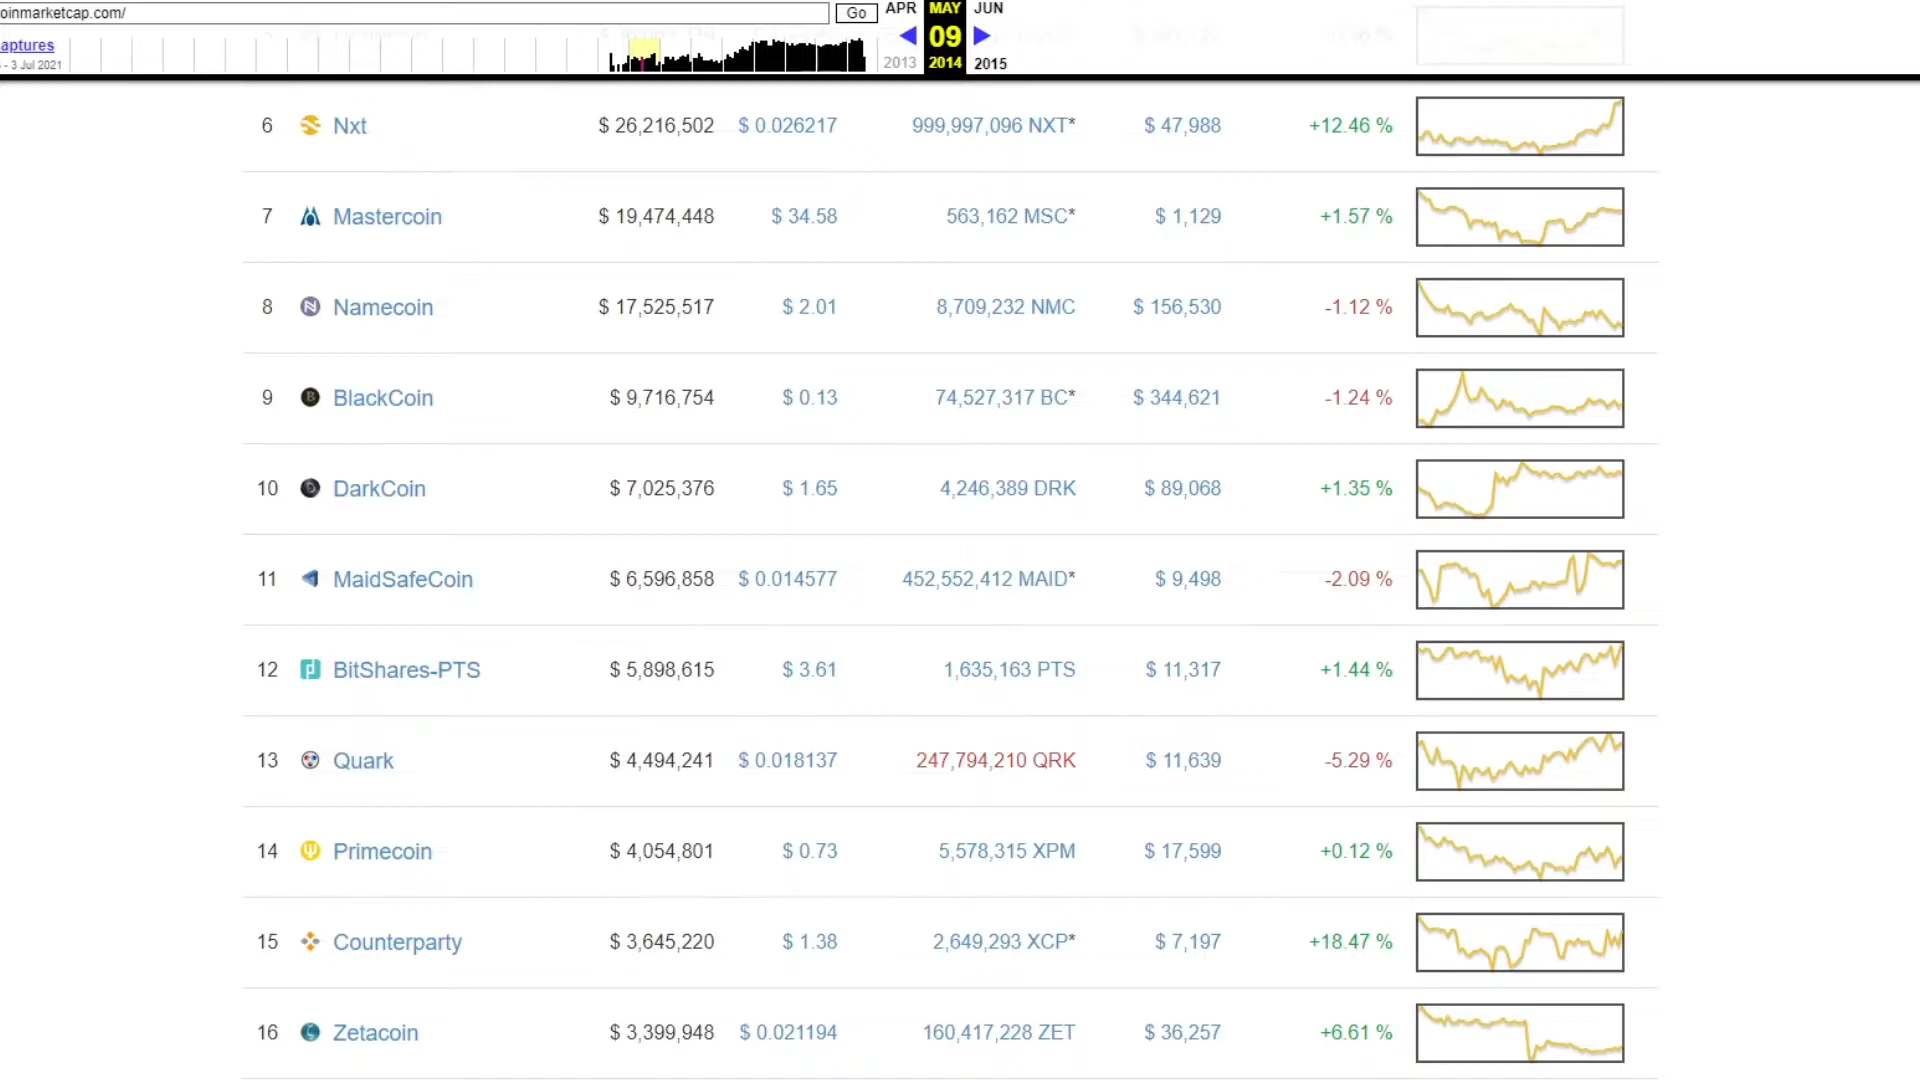 oinmarketcap.com/ Go APR MAY JUN
aptures 09
- 3 Jul 2021 2013 2014 2015
6 Nxt $ 26,216,502 $ 0.026217 999,997,096 NXT* $ 47,988 +12.46 %
7 Mastercoin $ 19,474,448 $ 34.58 563,162 MSC* $ 1,129 +1.57 %
8 Namecoin $ 17,525,517 $ 2.01 8,709,232 NMC $ 156,530 -1.12 %
9 BlackCoin $ 9,716,754 $ 0.13 74,527,317 BC* $ 344,621 -1.24 %
10 DarkCoin $ 7,025,376 $ 1.65 4,246,389 DRK $ 89,068 +1.35 %
11 MaidSafeCoin $ 6,596,858 $ 0.014577 452,552,412 MAID* $ 9,498 -2.09 %
12 BitShares-PTS $ 5,898,615 $ 3.61 1,635,163 PTS $ 11,317 +1.44 %
13 Quark $ 4,494,241 $ 0.018137 247,794,210 QRK $ 11,639 -5.29 %
14 Primecoin $ 4,054,801 $ 0.73 5,578,315 XPM $ 17,599 +0.12 %
15 Counterparty $ 3,645,220 $ 1.38 2,649,293 XCP* $ 7,197 +18.47 %
16 Zetacoin $ 3,399,948 $ 0.021194 160,417,228 ZET $ 36,257 +6.61 %